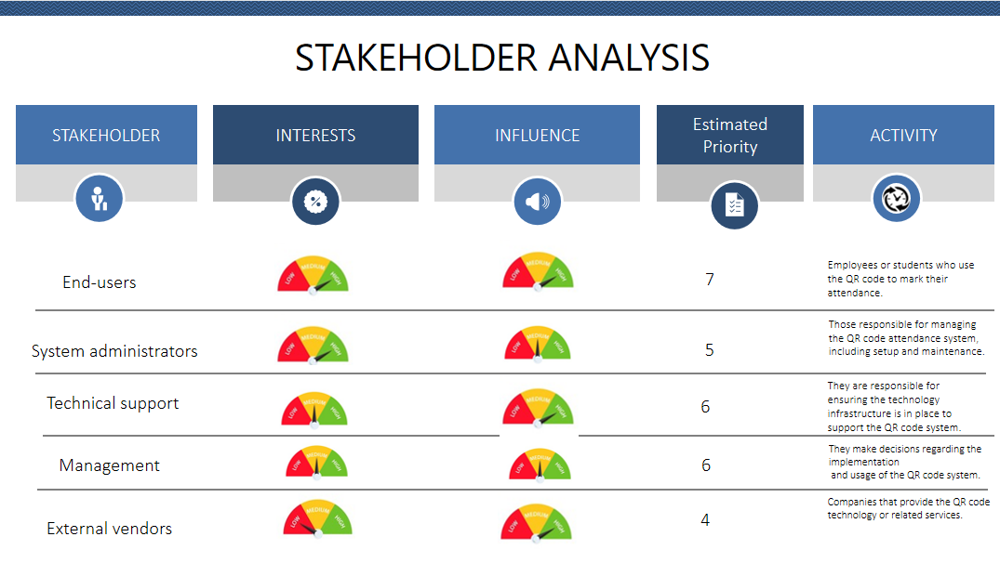 STAKEHOLDER ANALYSIS
STAKEHOLDER
INTERESTS
INFLUENCE
Estimated
Priority
ACTIVITY
End-users
LOW MEDIUM HIGH
LOW MEDIUM HIGH
7
Employees or students who use
the QR code to mark their
attendance.
System administrators
LOW MEDIUM HIGH
LOW MEDIUM HIGH
5
Those responsible for managing
the QR code attendance system,
including setup and maintenance.
Technical support
LOW MEDIUM HIGH
LOW MEDIUM HIGH
6
They are responsible for
ensuring the technology
infrastructure is in place to
support the QR code system.
Management
LOW MEDIUM HIGH
LOW MEDIUM HIGH
6
They make decisions regarding the
implementation
and usage of the QR code system.
External vendors
LOW MEDIUM HIGH
LOW MEDIUM HIGH
4
Companies that provide the QR code
technology or related services.